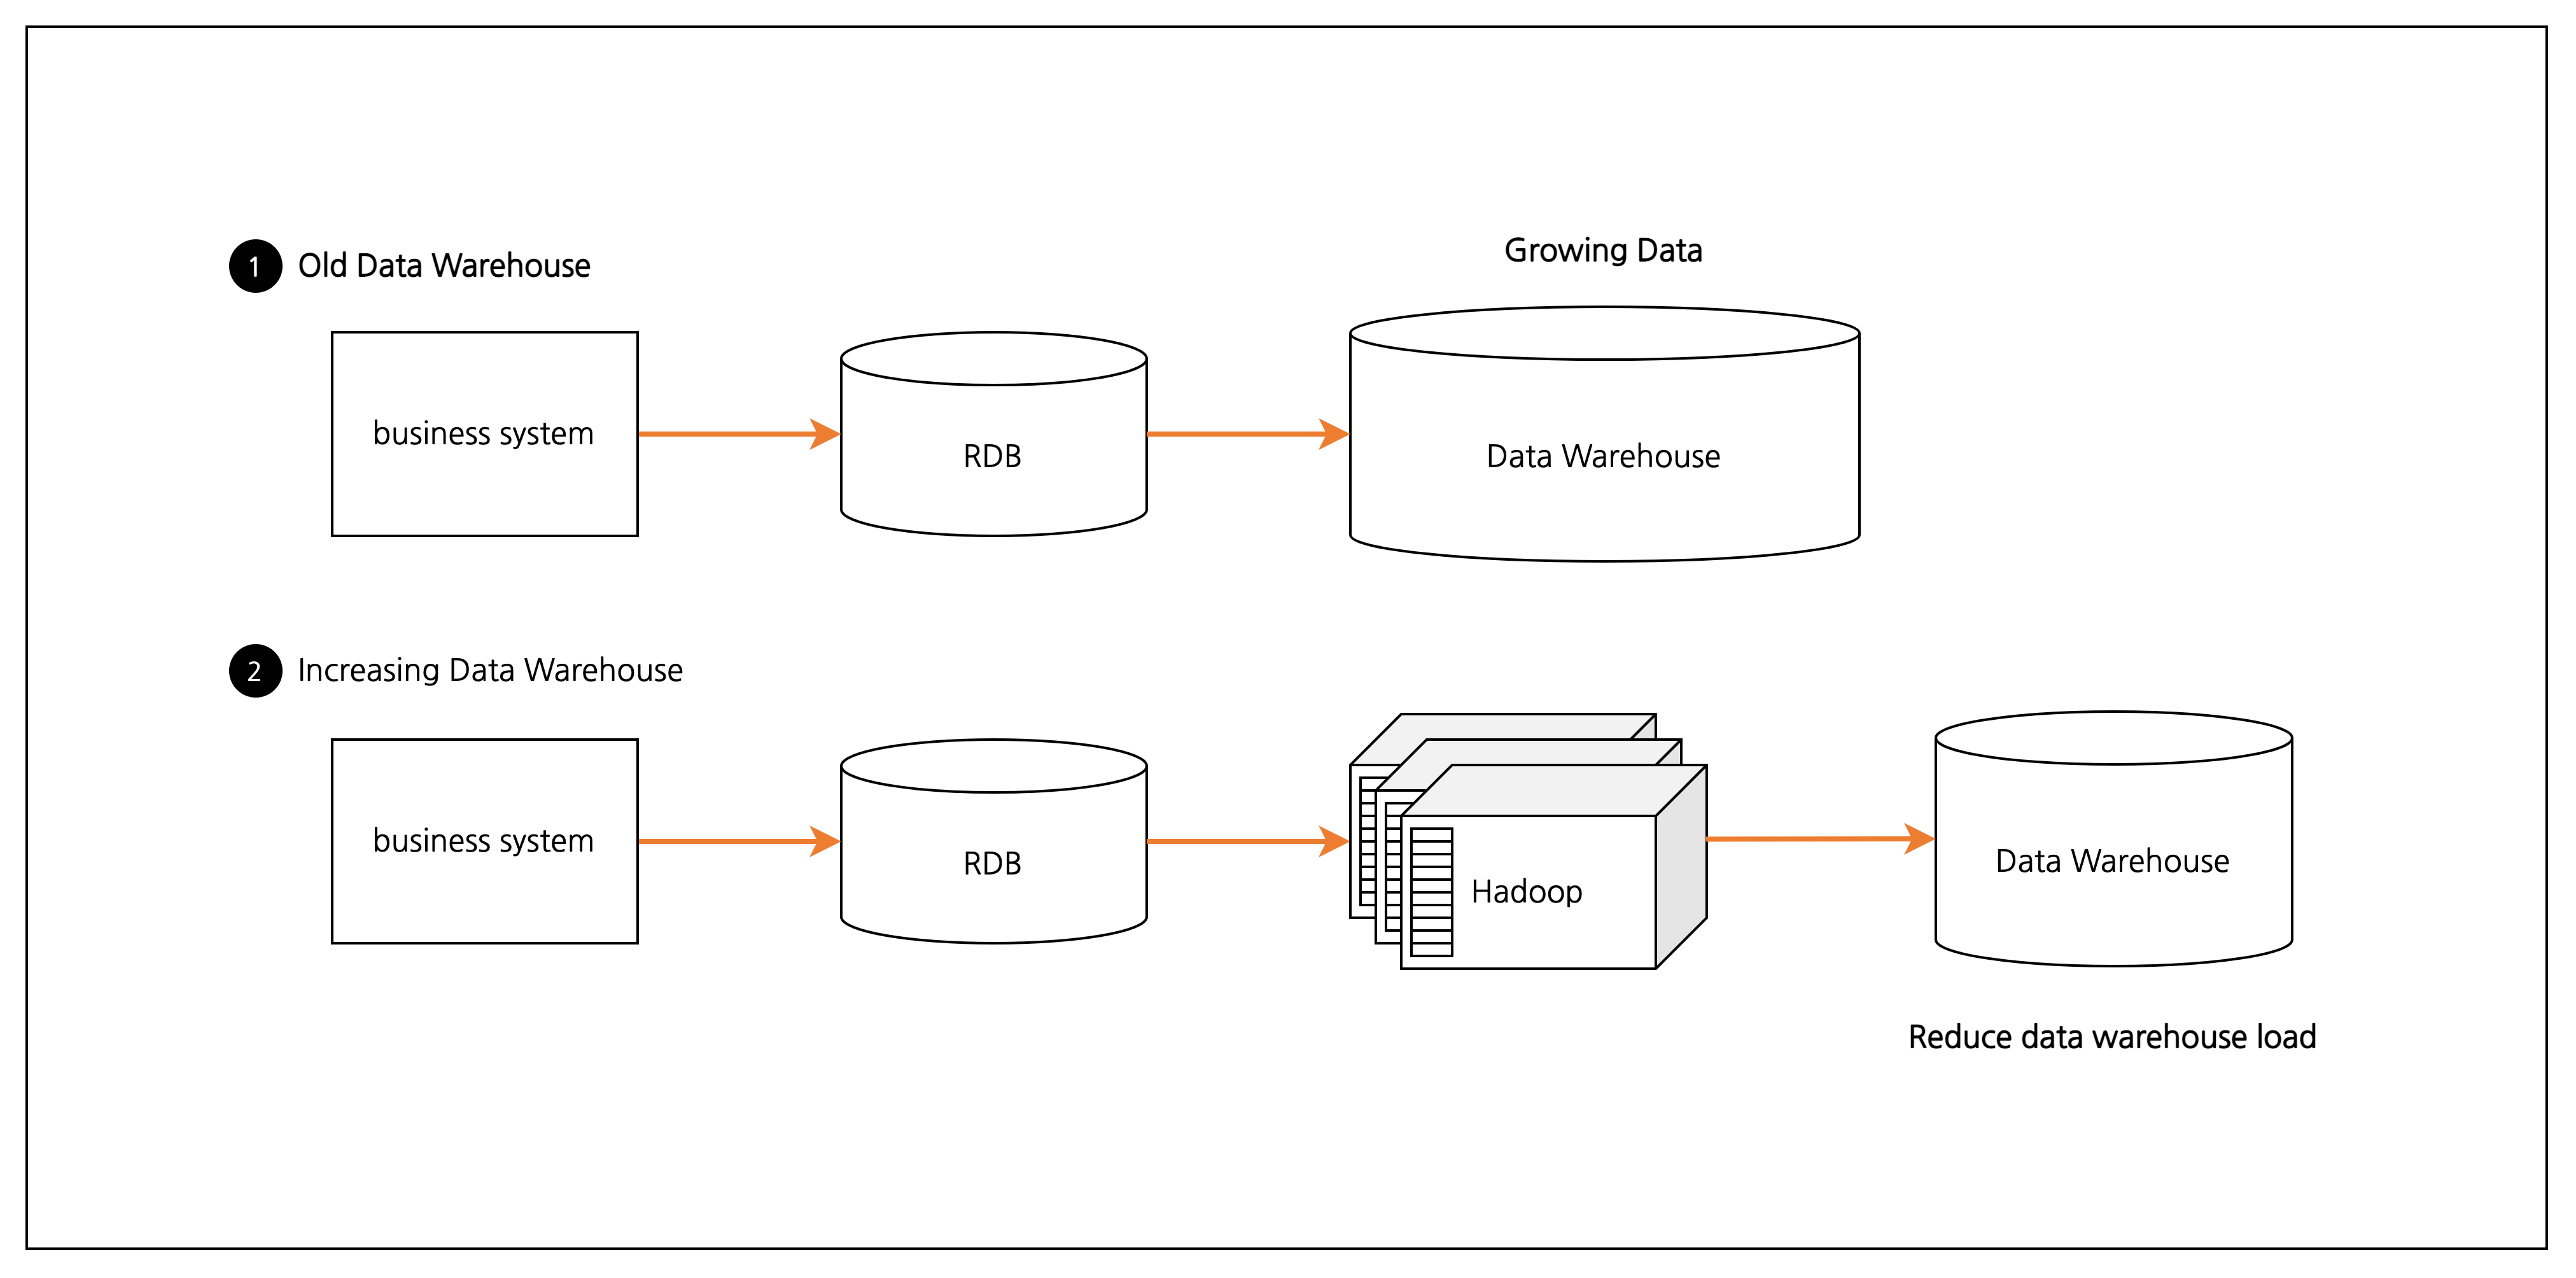 1 Old Data Warehouse
Growing Data
business system
RDB
Data Warehouse
2 Increasing Data Warehouse
business system
RDB
Hadoop
Data Warehouse
Reduce data warehouse load